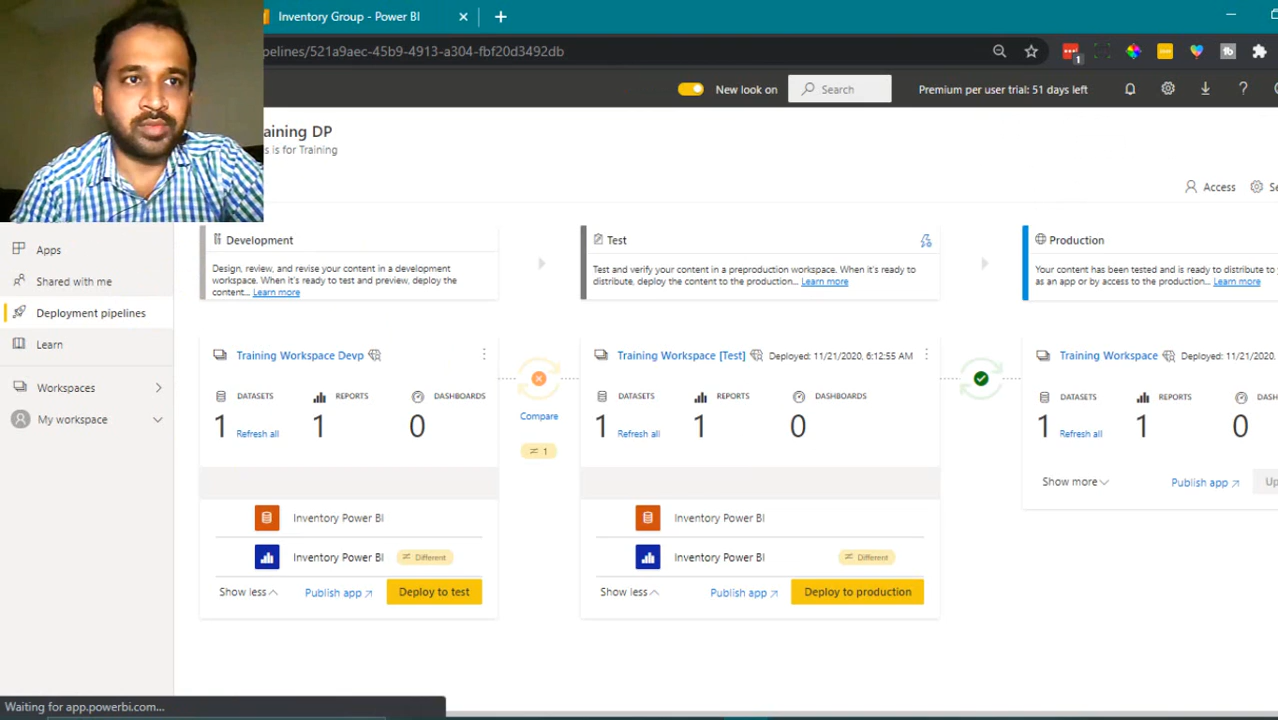 Inventory Group - Power BI
pelines/521a9aec-45b9-4913-a304-fbf20d3492db
1
New look on
Search
Premium per user trial: 51 days left
?
aining DP
s is for Training
Access
Se
Apps
Shared with me
Deployment pipelines
Learn
Workspaces
My workspace
Development
Design, review, and revise your content in a development
workspace. When it's ready to test and preview, deploy the
content... Learn more
Test
Test and verify your content in a preproduction workspace. When it's ready to
distribute, deploy the content to the production... Learn more
Production
Your content has been tested and is ready to distribute to
as an app or by access to the production... Learn more
Training Workspace Devp
DATASETS REPORTS DASHBOARDS
1 Refresh all 1 0
Inventory Power BI
Inventory Power BI ≠ Different
Show less Publish app Deploy to test
Compare
≠ 1
Training Workspace [Test] Deployed: 11/21/2020, 6:12:55 AM
DATASETS REPORTS DASHBOARDS
1 Refresh all 1 0
Inventory Power BI
Inventory Power BI ≠ Different
Show less Publish app Deploy to production
Training Workspace Deployed: 11/21/2020,
DATASETS REPORTS DASH
1 Refresh all 1 0
Show more Publish app Up
Waiting for app.powerbi.com...